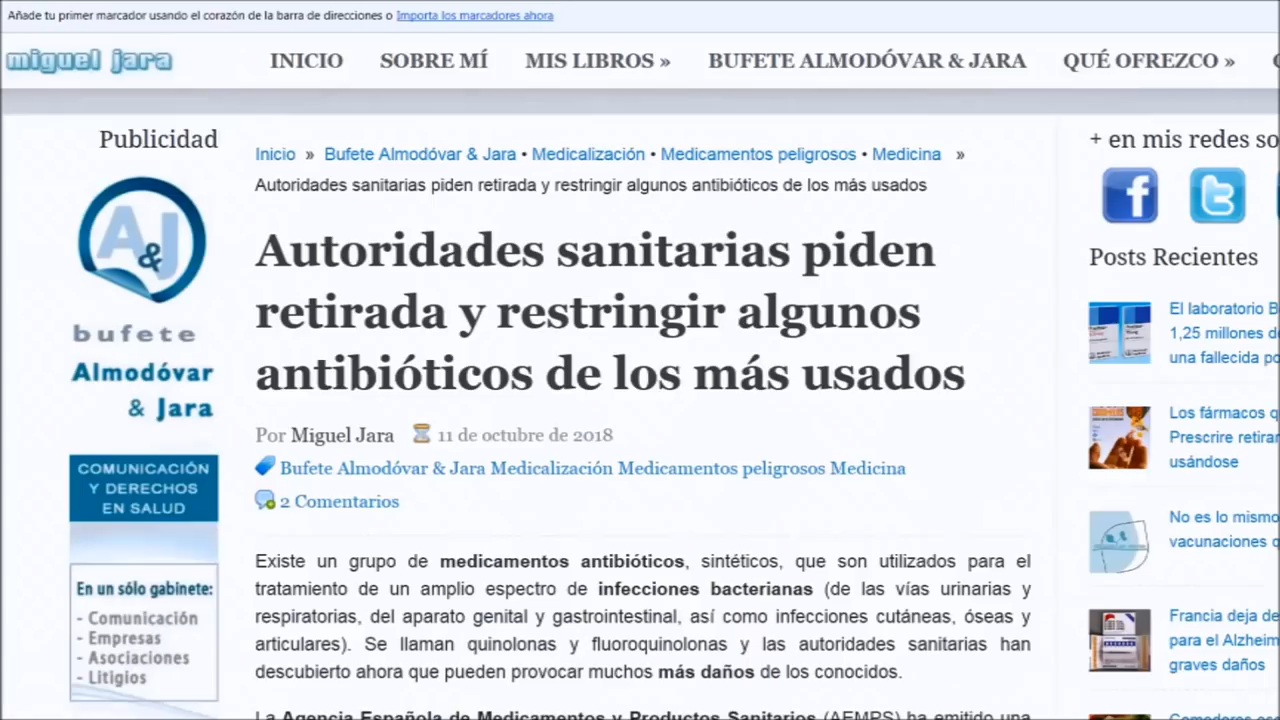 Añade tu primer marcador usando el corazón de la barra de direcciones o Importa los marcadores ahora
miguel jara
INICIO SOBRE MÍ MIS LIBROS » BUFETE ALMODÓVAR & JARA QUÉ OFREZCO »
Publicidad
A&J
bufete
Almodóvar
& Jara
COMUNICACIÓN
Y DERECHOS
EN SALUD
En un sólo gabinete:
- Comunicación
- Empresas
- Asociaciones
- Litigios
Inicio » Bufete Almodóvar & Jara • Medicalización • Medicamentos peligrosos • Medicina »
Autoridades sanitarias piden retirada y restringir algunos antibióticos de los más usados
Autoridades sanitarias piden
retirada y restringir algunos
antibióticos de los más usados
Por Miguel Jara 11 de octubre de 2018
Bufete Almodóvar & Jara Medicalización Medicamentos peligrosos Medicina
2 Comentarios
Existe un grupo de medicamentos antibióticos, sintéticos, que son utilizados para el
tratamiento de un amplio espectro de infecciones bacterianas (de las vías urinarias y
respiratorias, del aparato genital y gastrointestinal, así como infecciones cutáneas, óseas y
articulares). Se llaman quinolonas y fluoroquinolonas y las autoridades sanitarias han
descubierto ahora que pueden provocar muchos más daños de los conocidos.
La Agencia Española de Medicamentos y Productos Sanitarios (AEMPS) ha emitido una
+ en mis redes so
Posts Recientes
El laboratorio B
1,25 millones d
una fallecida po
Los fármacos q
Prescrire retirar
usándose
No es lo mismo
vacunaciones q
Francia deja de
para el Alzheim
graves daños